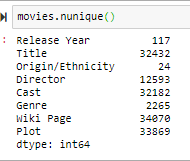 movies.nunique()
Release Year 117
Title 32432
Origin/Ethnicity 24
Director 12593
Cast 32182
Genre 2265
Wiki Page 34070
Plot 33869
dtype: int64